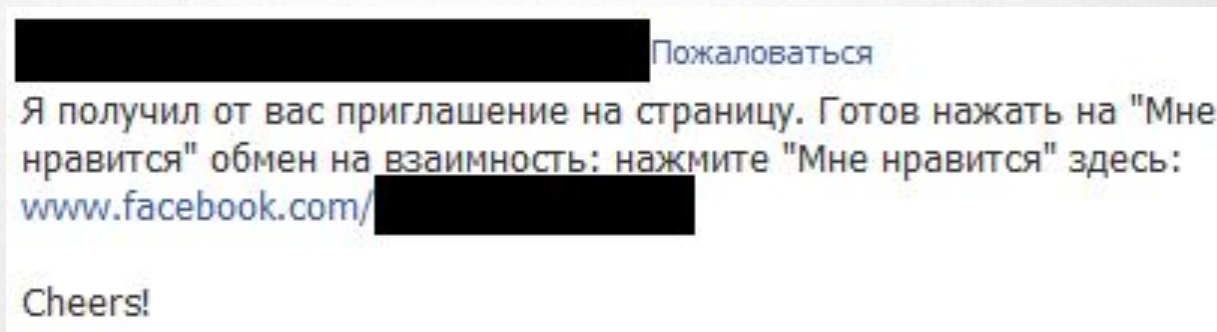 Пожаловаться
Я получил от вас приглашение на страницу. Готов нажать на "Мне
нравится" обмен на взаимность: нажмите "Мне нравится" здесь:
www.facebook.com/
Cheers!